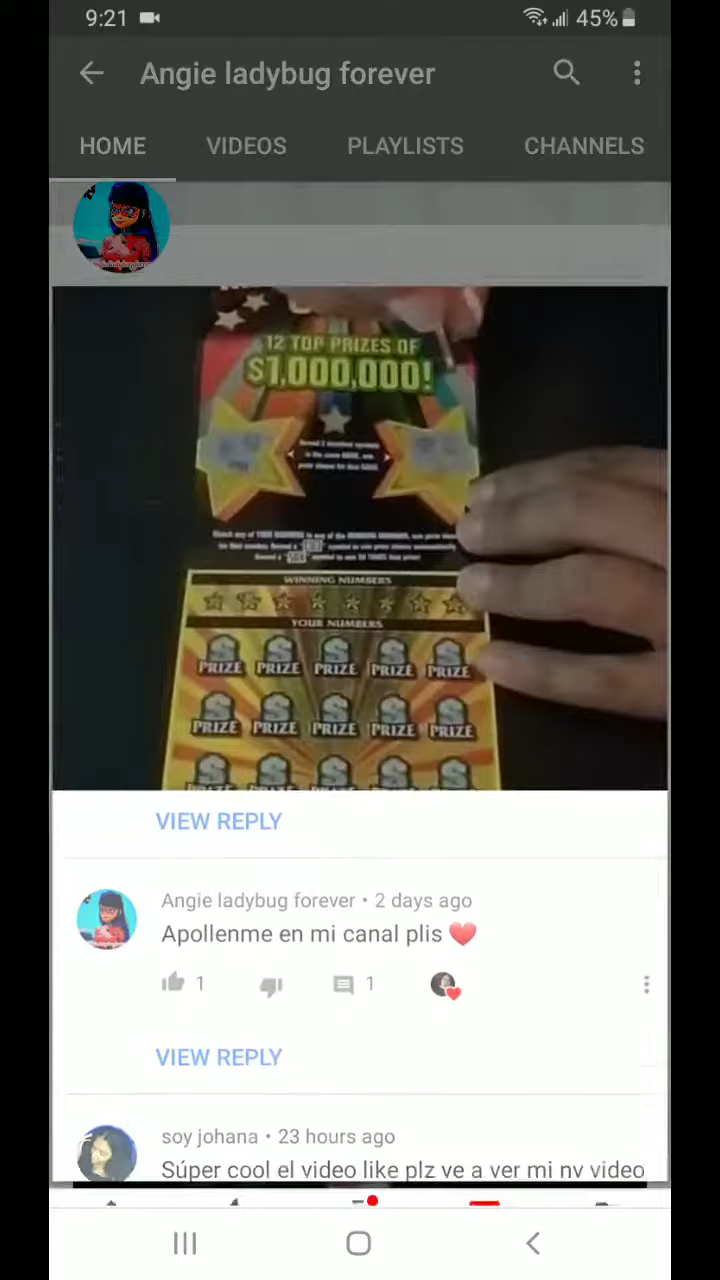 9:21 45%
Angie ladybug forever
HOME VIDEOS PLAYLISTS CHANNELS
12 TOP PRIZES OF
$1,000,000!
WINNING NUMBERS
YOUR NUMBERS
PRIZE PRIZE PRIZE PRIZE PRIZE
PRIZE PRIZE PRIZE PRIZE PRIZE
VIEW REPLY
Angie ladybug forever • 2 days ago
Apollenme en mi canal plis ❤️
1 1
VIEW REPLY
soy johana • 23 hours ago
Súper cool el video like plz ve a ver mi nv video